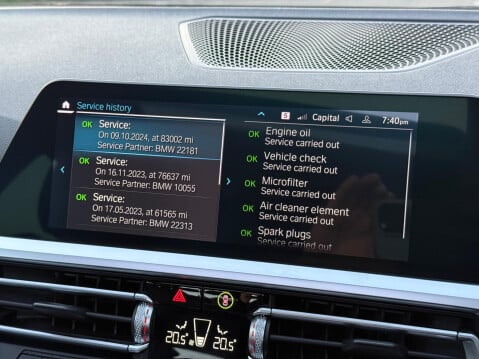 Service history
S Capital 7:40pm
OK Service:
On 09.10.2024, at 83002 mi
Service Partner: BMW 22181
OK Service:
On 16.11.2023, at 76637 mi
Service Partner: BMW 10055
OK Service:
On 17.05.2023, at 61565 mi
Service Partner: BMW 22313
OK Engine oil
Service carried out
OK Vehicle check
Service carried out
OK Microfilter
Service carried out
OK Air cleaner element
Service carried out
OK Spark plugs
Service carried out
20.5° 20.5°